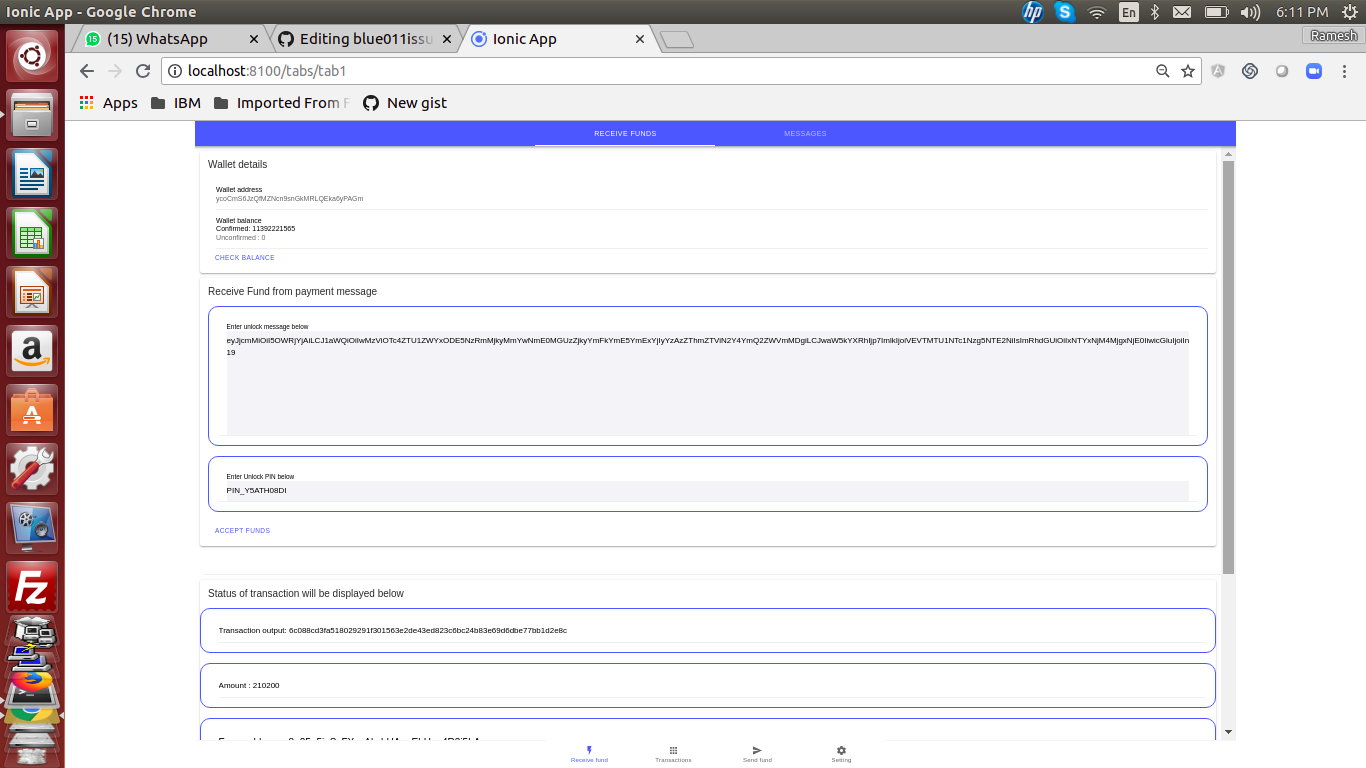 Ionic App - Google Chrome
En
6:11 PM
15
(15) WhatsApp
Editing blue011issu
Ionic App
Ramesh
localhost:8100/tabs/tab1
Apps
IBM
Imported From F
New gist
RECEIVE FUNDS
MESSAGES
Wallet details
Wallet address
Wallet balance
Confirmed: 11392221565
Unconfirmed : 0
CHECK BALANCE
Receive Fund from payment message
Enter unlock message below
19
Enter Unlock PIN below
PIN_Y5ATH08DI
ACCEPT FUNDS
Status of transaction will be displayed below
Transaction output: 6c088cd3fa518029291f301563e2de43ed823c6bc24b83e69d6dbe77bb1d2e8c
Amount : 210200
Receive fund
Transactions
Send fund
Setting